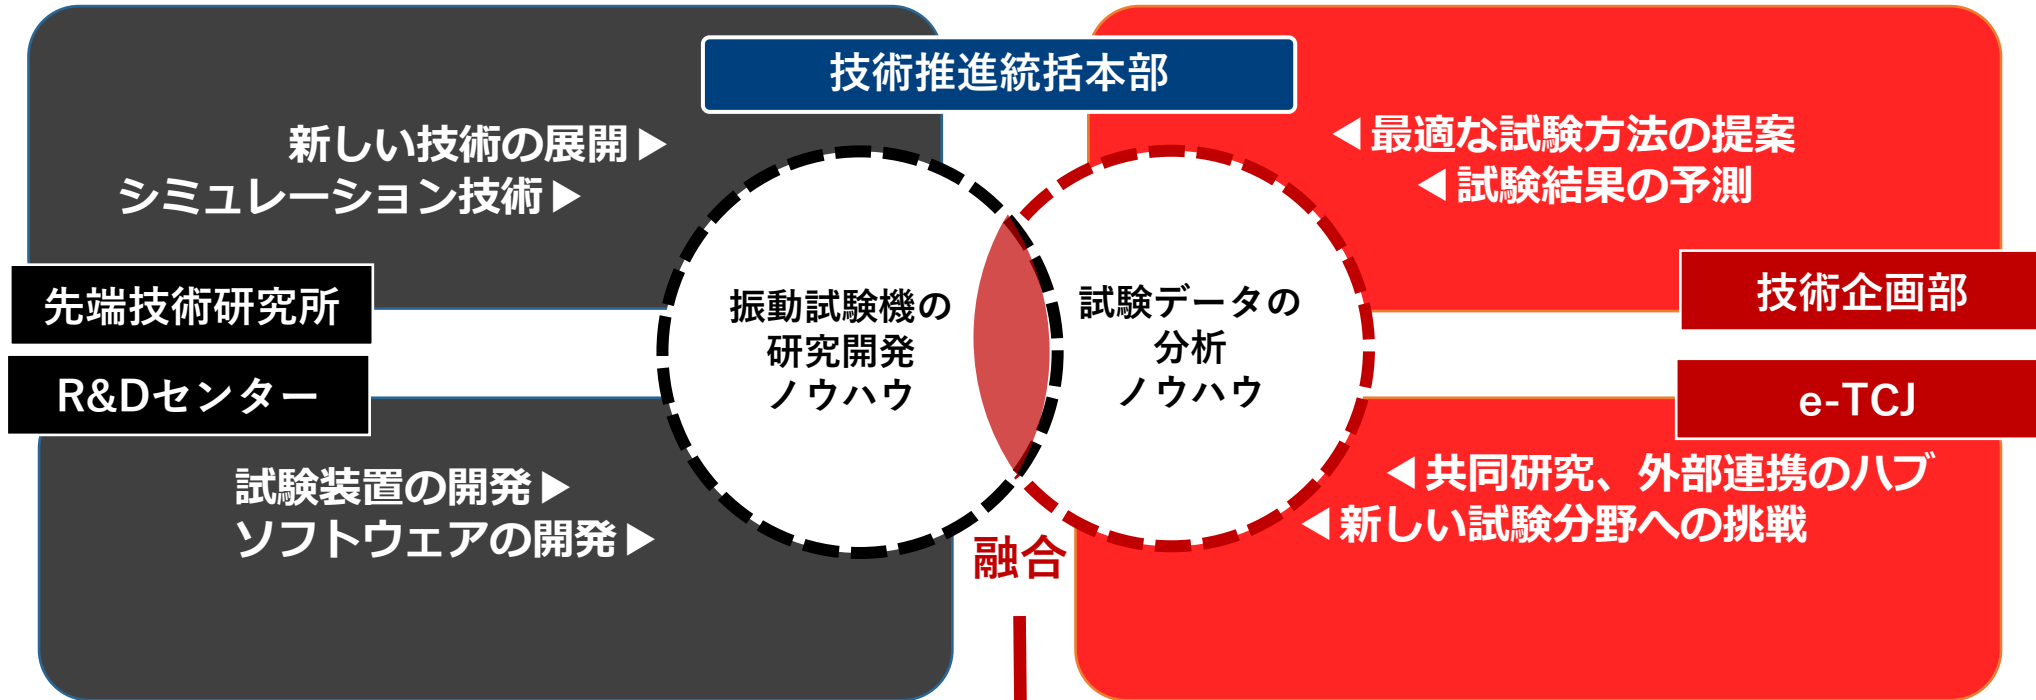 技術推進統括本部
新しい技術の展開▶
シミュレーション技術▶
◀最適な試験方法の提案
◀試験結果の予測
先端技術研究所
R&Dセンター
振動試験機の
研究開発
ノウハウ
試験データの
分析
ノウハウ
技術企画部
e-TCJ
試験装置の開発▶
ソフトウェアの開発▶
◀共同研究、外部連携のハブ
◀新しい試験分野への挑戦
融合